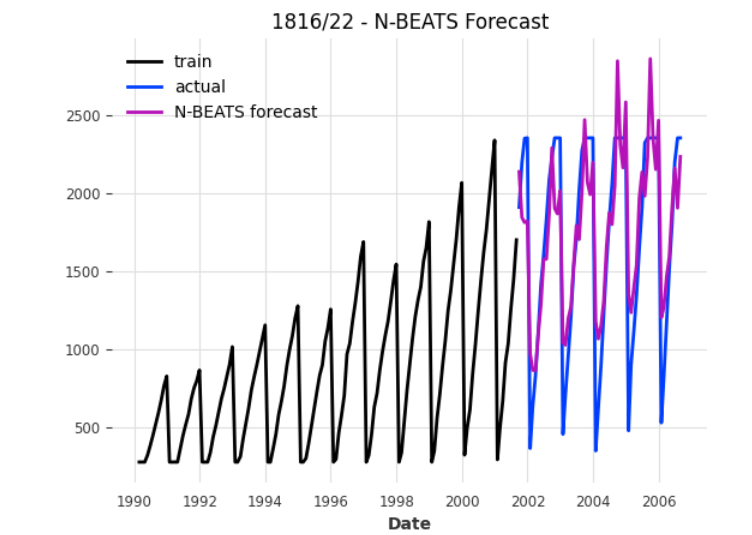 1816/22 - N-BEATS Forecast
train
actual
N-BEATS forecast
2500
2000
1500
1000
500
1990 1992 1994 1996 1998 2000 2002 2004 2006
Date